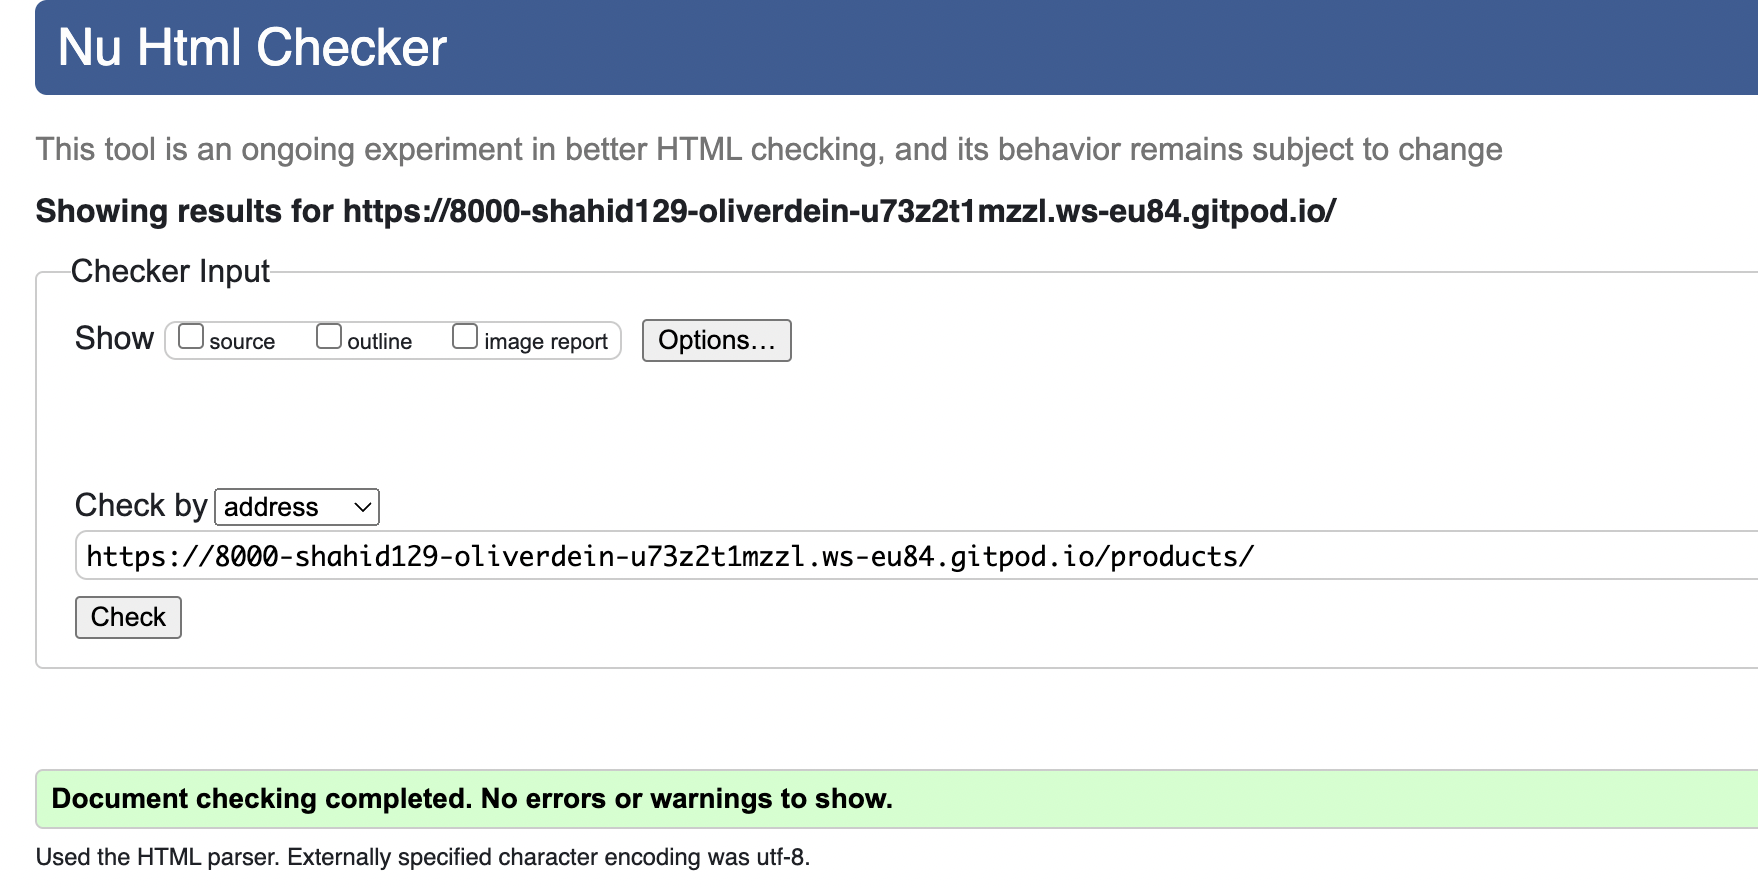 Nu Html Checker
This tool is an ongoing experiment in better HTML checking, and its behavior remains subject to change
Showing results for https://8000-shahid129-oliverdein-u73z2t1mzzl.ws-eu84.gitpod.io/
Checker Input
Show source outline image report Options...
Check by address
https://8000-shahid129-oliverdein-u73z2t1mzzl.ws-eu84.gitpod.io/products/
Check
Document checking completed. No errors or warnings to show.
Used the HTML parser. Externally specified character encoding was utf-8.